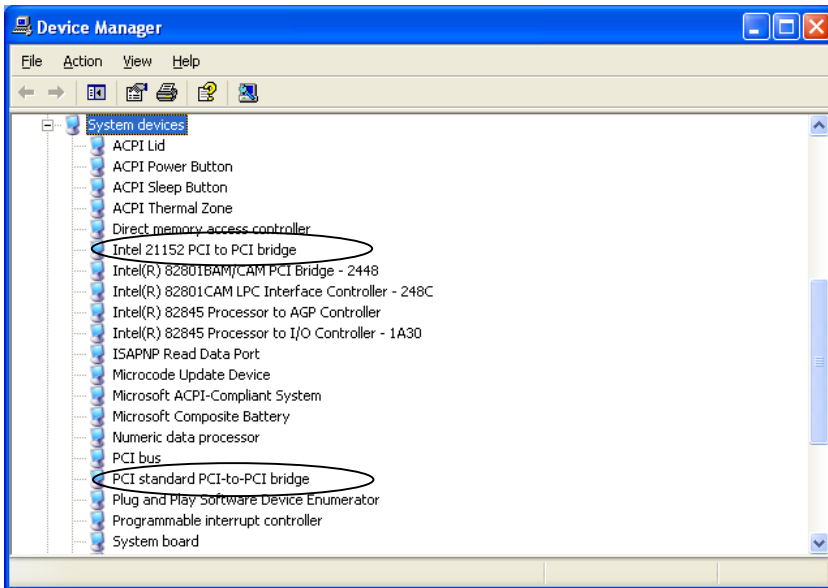 Device Manager
File Action View Help
System devices
ACPI Lid
ACPI Power Button
ACPI Sleep Button
ACPI Thermal Zone
Direct memory access controller
Intel 21152 PCI to PCI bridge
Intel(R) 82801BAM/CAM PCI Bridge - 2448
Intel(R) 82801CAM LPC Interface Controller - 248C
Intel(R) 82845 Processor to AGP Controller
Intel(R) 82845 Processor to I/O Controller - 1A30
ISAPNP Read Data Port
Microcode Update Device
Microsoft ACPI-Compliant System
Microsoft Composite Battery
Numeric data processor
PCI bus
PCI standard PCI-to-PCI bridge
Plug and Play Software Device Enumerator
Programmable interrupt controller
System board